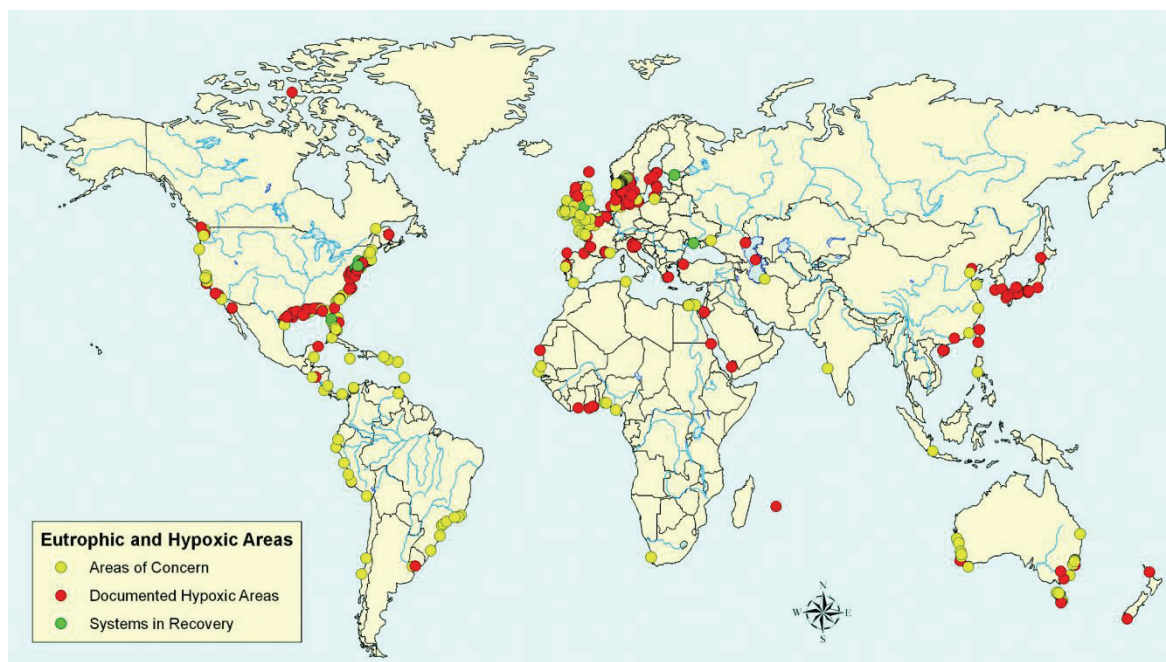 Eutrophic and Hypoxic Areas
Areas of Concern
Documented Hypoxic Areas
Systems in Recovery
N
W E
S